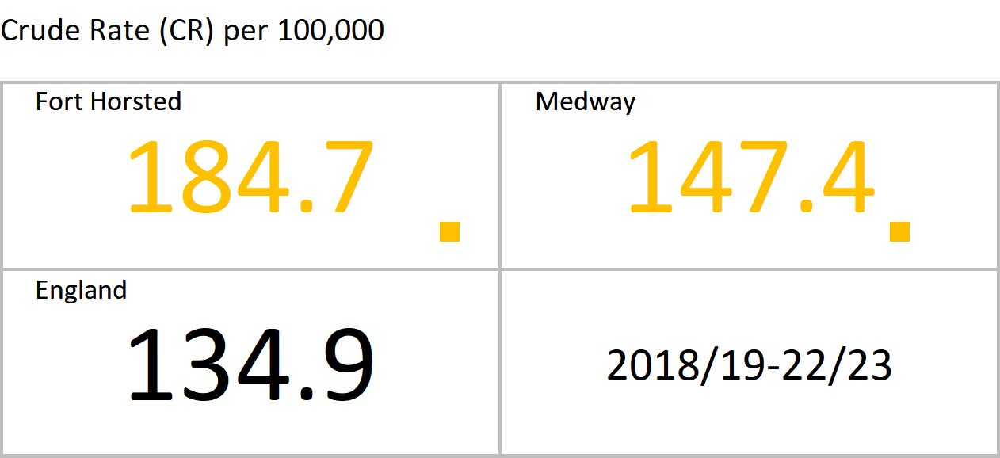 Crude Rate (CR) per 100,000
Fort Horsted
184.7
Medway
147.4
England
134.9
2018/19-22/23